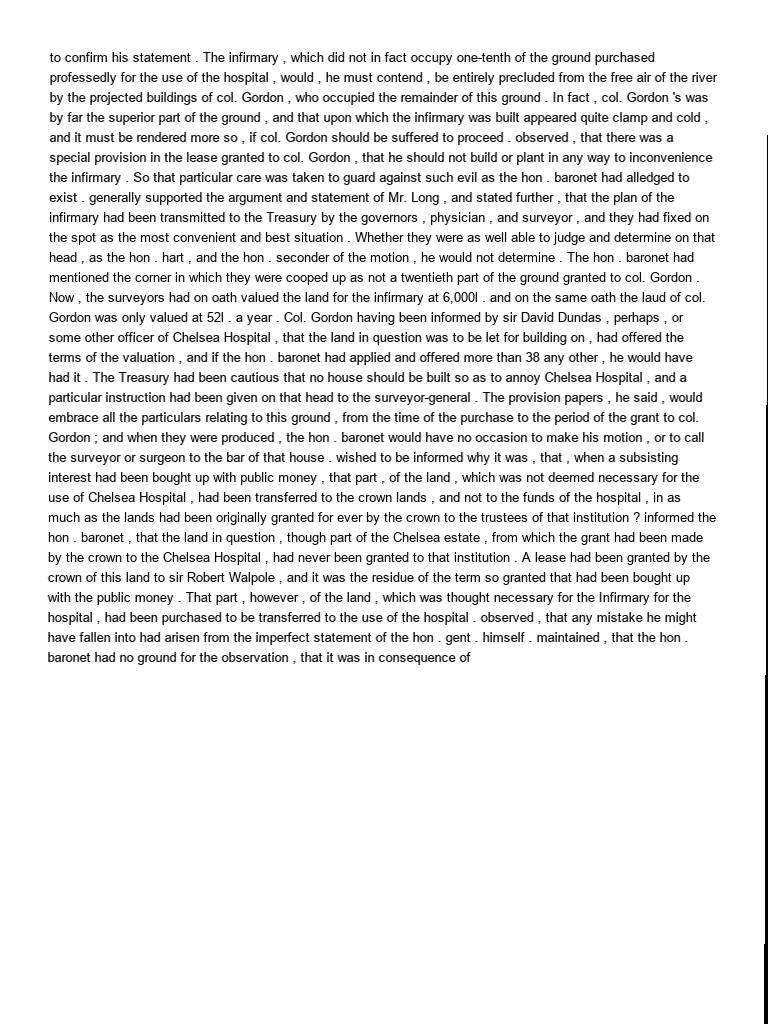 to confirm his statement . The infirmary , which did not in fact occupy one-tenth of the ground purchased
professedly for the use of the hospital , would , he must contend , be entirely precluded from the free air of the river
by the projected buildings of col. Gordon , who occupied the remainder of this ground . In fact , col. Gordon 's was
by far the superior part of the ground , and that upon which the infirmary was built appeared quite clamp and cold ,
and it must be rendered more so , if col. Gordon should be suffered to proceed . observed , that there was a
special provision in the lease granted to col. Gordon , that he should not build or plant in any way to inconvenience
the infirmary . So that particular care was taken to guard against such evil as the hon . baronet had alledged to
exist . generally supported the argument and statement of Mr. Long , and stated further , that the plan of the
infirmary had been transmitted to the Treasury by the governors , physician , and surveyor , and they had fixed on
the spot as the most convenient and best situation . Whether they were as well able to judge and determine on that
head , as the hon . hart , and the hon . seconder of the motion , he would not determine . The hon . baronet had
mentioned the corner in which they were cooped up as not a twentieth part of the ground granted to col. Gordon .
Now , the surveyors had on oath valued the land for the infirmary at 6,000l . and on the same oath the laud of col.
Gordon was only valued at 52l . a year . Col. Gordon having been informed by sir David Dundas , perhaps , or
some other officer of Chelsea Hospital , that the land in question was to be let for building on , had offered the
terms of the valuation , and if the hon . baronet had applied and offered more than 38 any other , he would have
had it . The Treasury had been cautious that no house should be built so as to annoy Chelsea Hospital , and a
particular instruction had been given on that head to the surveyor-general . The provision papers , he said , would
embrace all the particulars relating to this ground , from the time of the purchase to the period of the grant to col.
Gordon ; and when they were produced , the hon . baronet would have no occasion to make his motion , or to call
the surveyor or surgeon to the bar of that house . wished to be informed why it was , that , when a subsisting
interest had been bought up with public money , that part , of the land , which was not deemed necessary for the
use of Chelsea Hospital , had been transferred to the crown lands , and not to the funds of the hospital , in as
much as the lands had been originally granted for ever by the crown to the trustees of that institution ? informed the
hon . baronet , that the land in question , though part of the Chelsea estate , from which the grant had been made
by the crown to the Chelsea Hospital , had never been granted to that institution . A lease had been granted by the
crown of this land to sir Robert Walpole , and it was the residue of the term so granted that had been bought up
with the public money . That part , however , of the land , which was thought necessary for the Infirmary for the
hospital , had been purchased to be transferred to the use of the hospital . observed , that any mistake he might
have fallen into had arisen from the imperfect statement of the hon . gent . himself . maintained , that the hon .
baronet had no ground for the observation , that it was in consequence of